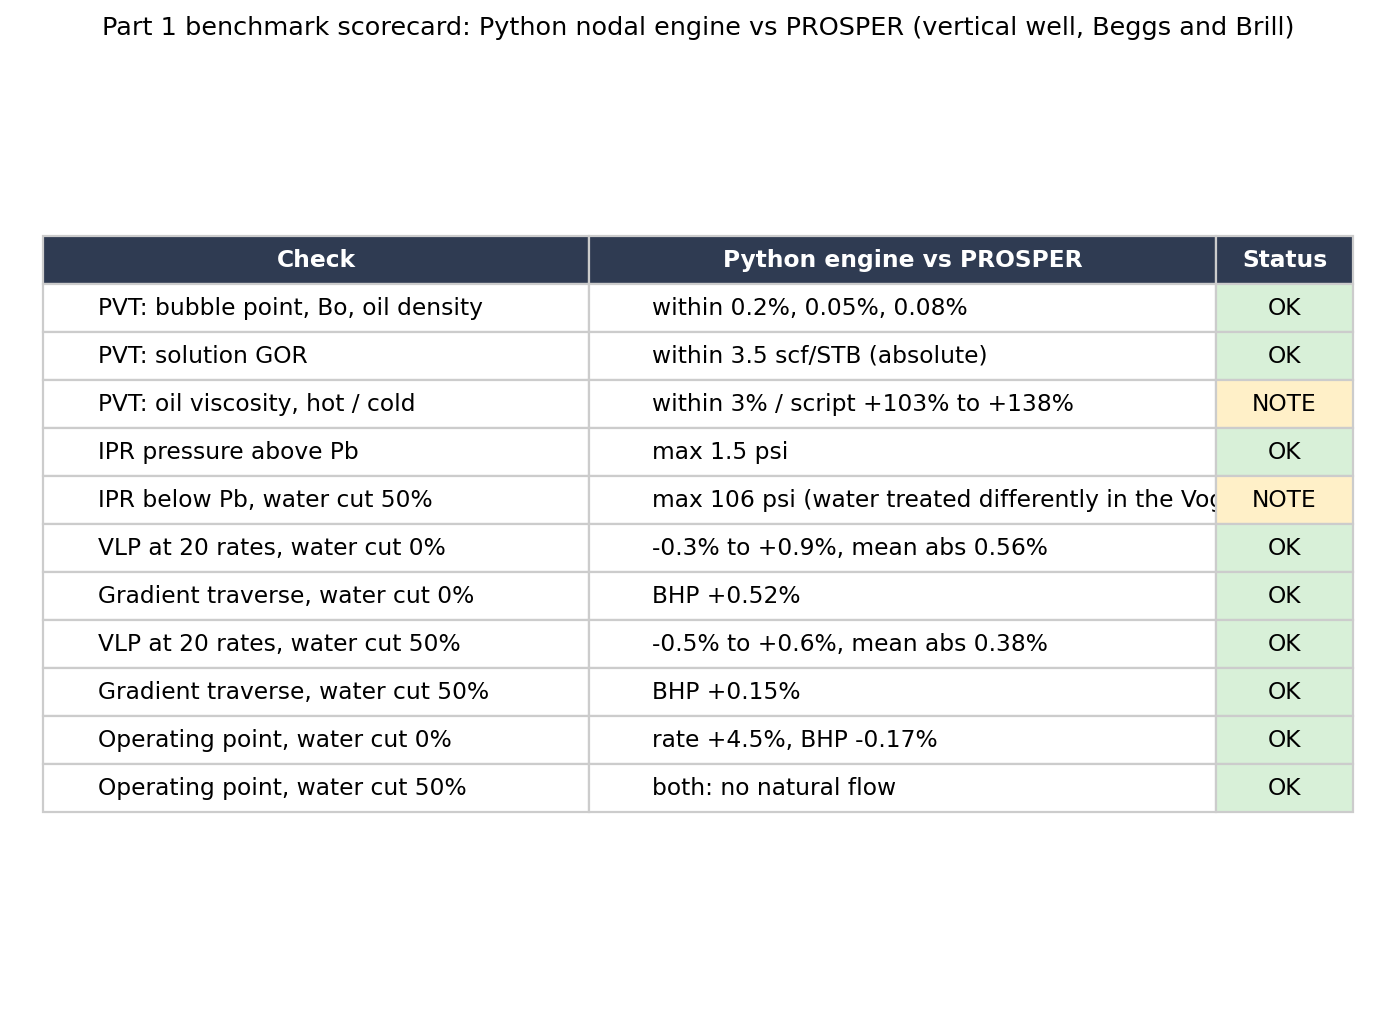 Part 1 benchmark scorecard: Python nodal engine vs PROSPER (vertical well, Beggs and Brill)
Check Python engine vs PROSPER Status
PVT: bubble point, Bo, oil density within 0.2%, 0.05%, 0.08% OK
PVT: solution GOR within 3.5 scf/STB (absolute) OK
PVT: oil viscosity, hot / cold within 3% / script +103% to +138% NOTE
IPR pressure above Pb max 1.5 psi OK
IPR below Pb, water cut 50% max 106 psi (water treated differently in the NOTE
VLP at 20 rates, water cut 0% -0.3% to +0.9%, mean abs 0.56% OK
Gradient traverse, water cut 0% BHP +0.52% OK
VLP at 20 rates, water cut 50% -0.5% to +0.6%, mean abs 0.38% OK
Gradient traverse, water cut 50% BHP +0.15% OK
Operating point, water cut 0% rate +4.5%, BHP -0.17% OK
Operating point, water cut 50% both: no natural flow OK